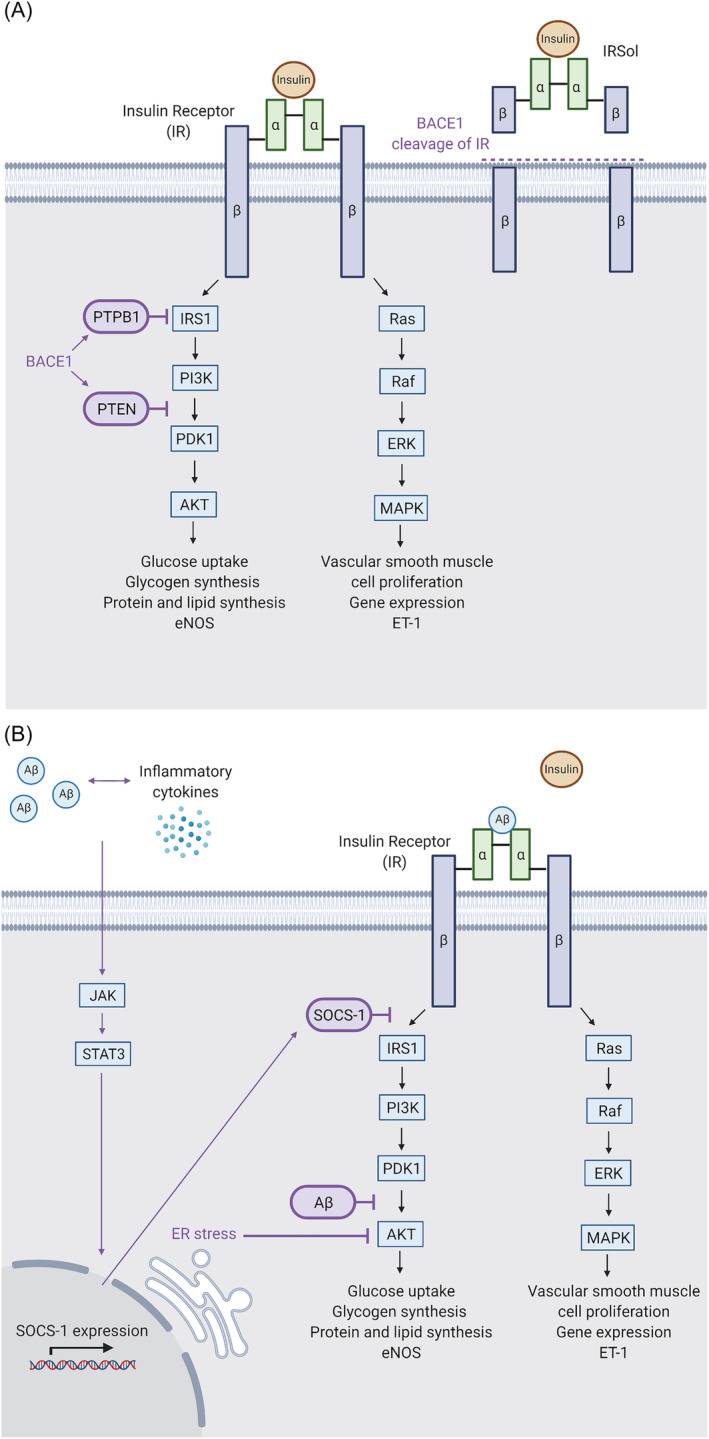 (A)
Insulin
Insulin
IRSol
Insulin Receptor
(IR)
α
α
α
α
β
β
BACE1
cleavage of IR
β
β
β
β
PTPB1
IRS1
Ras
BACE1
PI3K
Raf
PTEN
PDK1
ERK
AKT
MAPK
Glucose uptake
Glycogen synthesis
Protein and lipid synthesis
eNOS
Vascular smooth muscle
cell proliferation
Gene expression
ET-1
(B)
Aβ
Aβ
Aβ
Inflammatory
cytokines
Insulin
Aβ
Insulin Receptor
(IR)
α
α
β
β
JAK
SOCS-1
STAT3
IRS1
Ras
PI3K
Raf
PDK1
ERK
Aβ
ER stress
AKT
MAPK
Glucose uptake
Glycogen synthesis
Protein and lipid synthesis
eNOS
Vascular smooth muscle
cell proliferation
Gene expression
ET-1
SOCS-1 expression